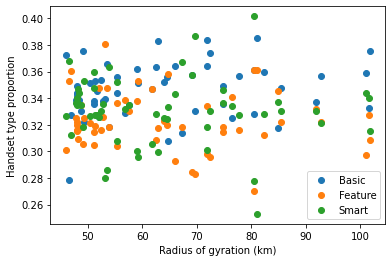 0.40
0.38
0.36
0.34
0.32
0.30
0.28
0.26
Handset type proportion
Basic
Feature
Smart
50
60
70
80
90
100
Radius of gyration (km)